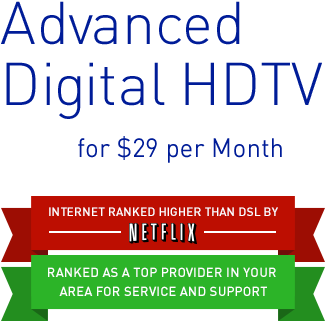 Advanced
Digital HDTV
for $29 per Month
INTERNET RANKED HIGHER THAN DSL BY
NETFLIX
RANKED AS A TOP PROVIDER IN YOUR
AREA FOR SERVICE AND SUPPORT